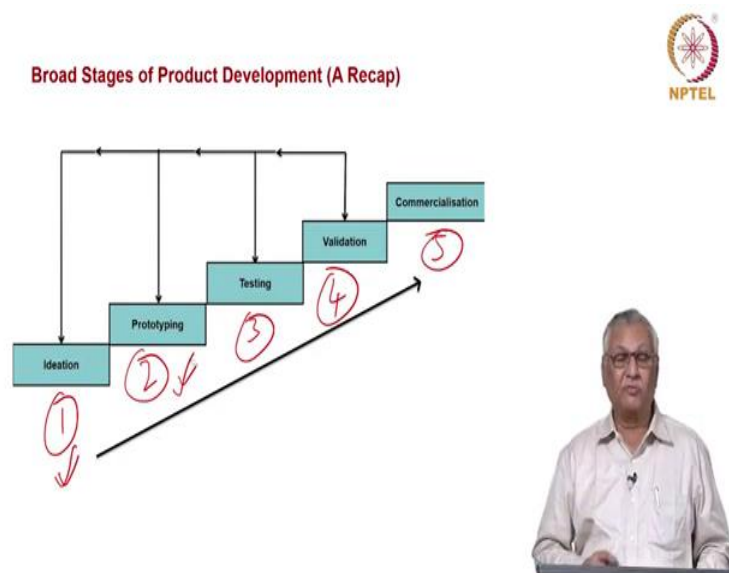 Broad Stages of Product Development (A Recap)
NPTEL
Commercialisation
Validation
Testing
Prototyping
Ideation
5
4
3
2
1